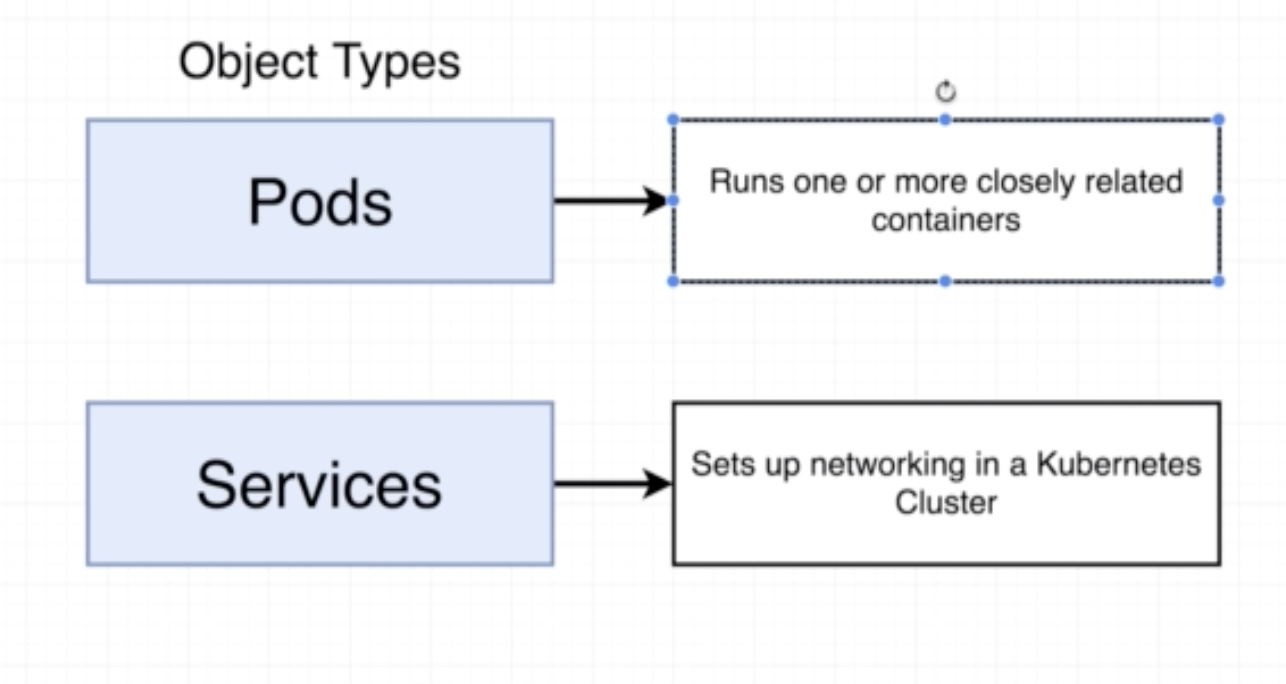 Object Types
Pods
Runs one or more closely related
containers
Services
Sets up networking in a Kubernetes
Cluster